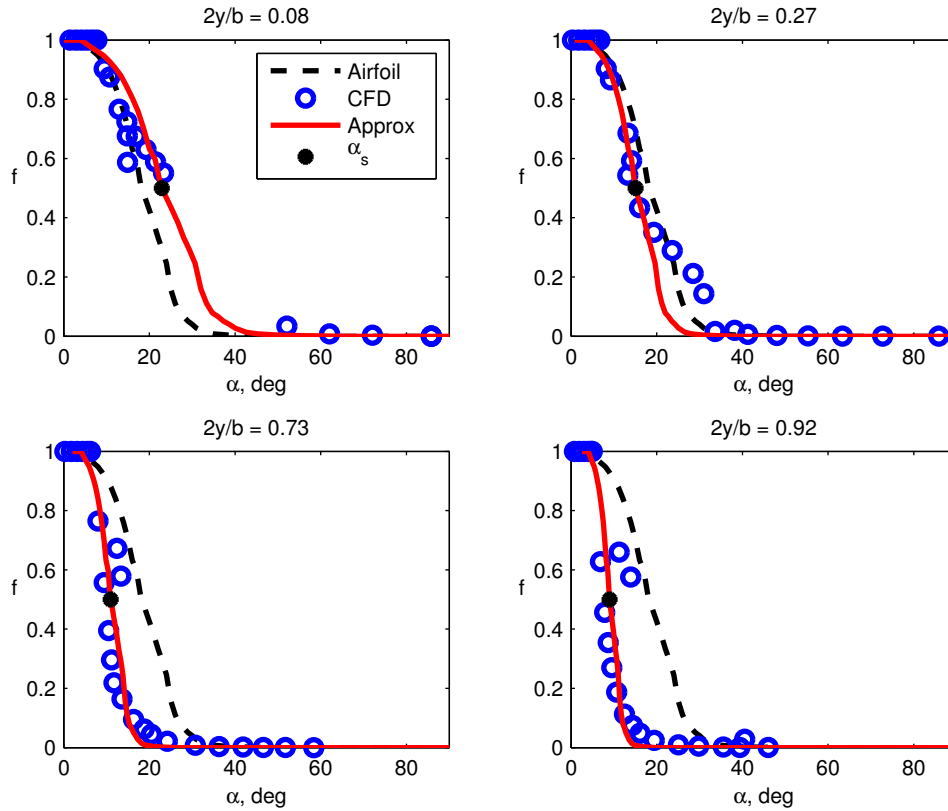 2y/b = 0.08
1
0.8
0.6
f
0.4
0.2
0
0 20 40 60 80
α, deg
Airfoil
CFD
Approx
α_s
2y/b = 0.27
1
0.8
0.6
f
0.4
0.2
0
0 20 40 60 80
α, deg
2y/b = 0.73
1
0.8
0.6
f
0.4
0.2
0
0 20 40 60 80
α, deg
2y/b = 0.92
1
0.8
0.6
f
0.4
0.2
0
0 20 40 60 80
α, deg